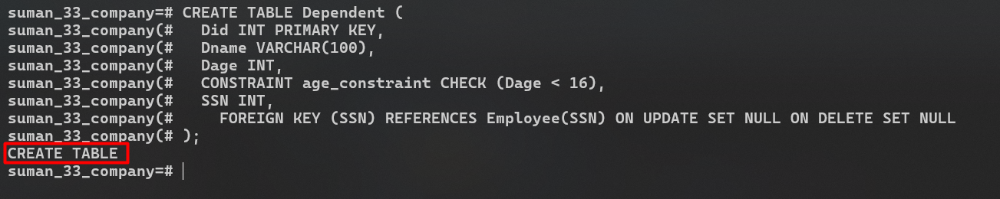 suman_33_company=# CREATE TABLE Dependent (
suman_33_company(#   Did INT PRIMARY KEY,
suman_33_company(#   Dname VARCHAR(100),
suman_33_company(#   Dage INT,
suman_33_company(#   CONSTRAINT age_constraint CHECK (Dage < 16),
suman_33_company(#   SSN INT,
suman_33_company(#     FOREIGN KEY (SSN) REFERENCES Employee(SSN) ON UPDATE SET NULL ON DELETE SET NULL
suman_33_company(# );
CREATE TABLE
suman_33_company=#